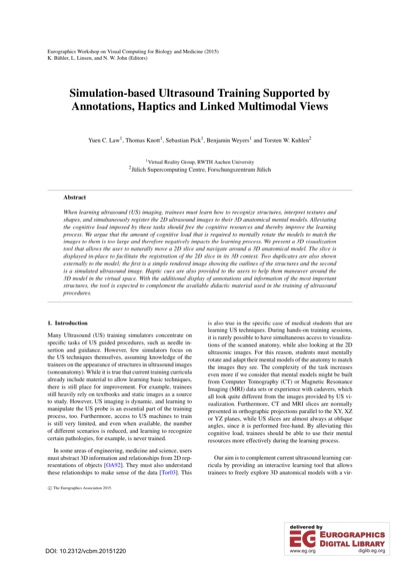 Eurographics Workshop on Visual Computing for Biology and Medicine (2015)
K. Bühler, L. Linsen, and N. W. John (Editors)
Simulation-based Ultrasound Training Supported by
Annotations, Haptics and Linked Multimodal Views
Yuen C. Law1, Thomas Knott1, Sebastian Pick1, Benjamin Weyers1 and Torsten W. Kuhlen2
1Virtual Reality Group, RWTH Aachen University
2Jülich Supercomputing Centre, Forschungszentrum Jülich
Abstract
When learning ultrasound (US) imaging, trainees must learn how to recognize structures, interpret textures and
shapes, and simultaneously register the 2D ultrasound images to their 3D anatomical mental models. Alleviating
the cognitive load imposed by these tasks should free the cognitive resources and thereby improve the learning
process. We argue that the amount of cognitive load that is required to mentally rotate the models to match the
images to them is too large and therefore negatively impacts the learning process. We present a 3D visualization
tool that allows the user to naturally move a 2D slice and navigate around a 3D anatomical model. The slice is
displayed in-place to facilitate the registration of the 2D slice in its 3D context. Two duplicates are also shown
externally to the model; the first is a simple rendered image showing the outlines of the structures and the second
is a simulated ultrasound image. Haptic cues are also provided to the users to help them maneuver around the
3D model in the virtual space. With the additional display of annotations and information of the most important
structures, the tool is expected to complement the available didactic material used in the training of ultrasound
procedures.
1. Introduction
Many Ultrasound (US) training simulators concentrate on
specific tasks of US guided procedures, such as needle in-
sertion and guidance. However, few simulators focus on
the US techniques themselves, assuming knowledge of the
trainees on the appearance of structures in ultrasound images
(sonoanatomy). While it is true that current training curricula
already include material to allow learning basic techniques,
there is still place for improvement. For example, trainees
still heavily rely on textbooks and static images as a source
to study. However, US imaging is dynamic, and learning to
manipulate the US probe is an essential part of the training
process, too. Furthermore, access to US machines to train
is still very limited, and even when available, the number
of different scenarios is reduced, and learning to recognize
certain pathologies, for example, is never trained.
In some areas of engineering, medicine and science, users
must abstract 3D information and relationships from 2D rep-
resentations of objects [OA92]. They must also understand
these relationships to make sense of the data [Tor03]. This
is also true in the specific case of medical students that are
learning US techniques. During hands-on training sessions,
it is rarely possible to have simultaneous access to visualiza-
tions of the scanned anatomy, while also looking at the 2D
ultrasonic images. For this reason, students must mentally
rotate and adapt their mental models of the anatomy to match
the images they see. The complexity of the task increases
even more if we consider that mental models might be built
from Computer Tomography (CT) or Magnetic Resonance
Imaging (MRI) data sets or experience with cadavers, which
all look quite different from the images provided by US vi-
sualization. Furthermore, CT and MRI slices are normally
presented in orthographic projections parallel to the XY, XZ
or YZ planes, while US slices are almost always at oblique
angles, since it is performed free-hand. By alleviating this
cognitive load, trainees should be able to use their mental
resources more effectively during the learning process.
Our aim is to complement current ultrasound learning cur-
ricula by providing an interactive learning tool that allows
trainees to freely explore 3D anatomical models with a vir-
© The Eurographics Association 2015.
DOI: 10.2312/vcbm.20151220
delivered by
EG EUROGRAPHICS
DIGITAL LIBRARY
www.eg.org
diglib.eg.org